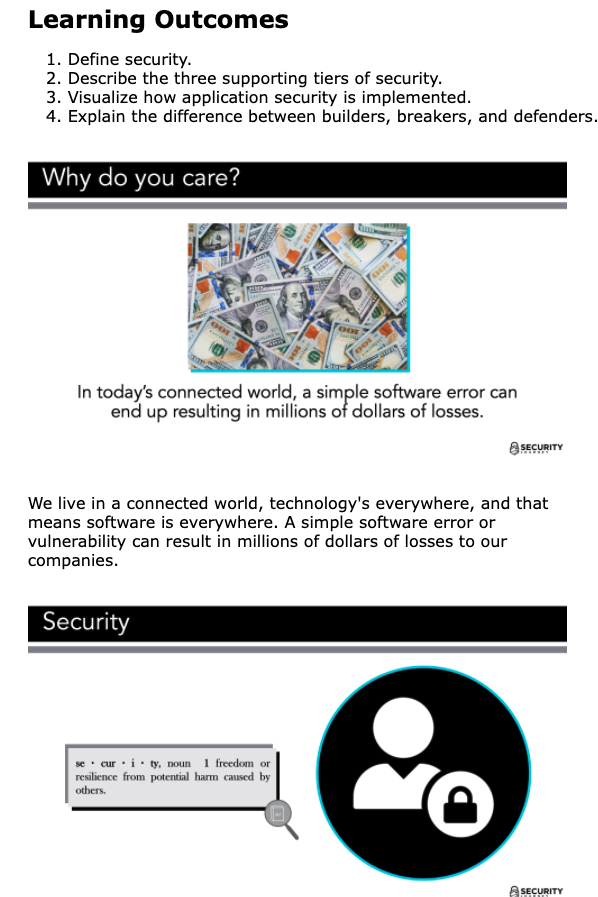 Learning Outcomes
1. Define security.
2. Describe the three supporting tiers of security.
3. Visualize how application security is implemented.
4. Explain the difference between builders, breakers, and defenders.
Why do you care?
In today's connected world, a simple software error can
end up resulting in millions of dollars of losses.
SECURITY
JOURNEY
We live in a connected world, technology's everywhere, and that
means software is everywhere. A simple software error or
vulnerability can result in millions of dollars of losses to our
companies.
Security
se · cur · i · ty, noun 1 freedom or
resilience from potential harm caused by
others.
SECURITY